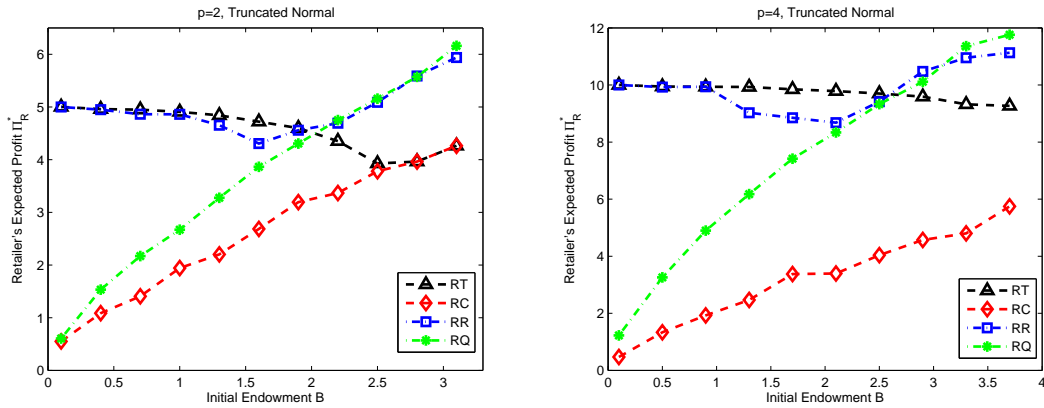 p=2, Truncated Normal
Retailer's Expected Profit Π*R
6
5
4
3
2
1
0
0
0.5
1
1.5
2
2.5
3
Initial Endowment B
RT
RC
RR
RQ
p=4, Truncated Normal
Retailer's Expected Profit Π*R
12
10
8
6
4
2
0
0
0.5
1
1.5
2
2.5
3
3.5
4
Initial Endowment B
RT
RC
RR
RQ